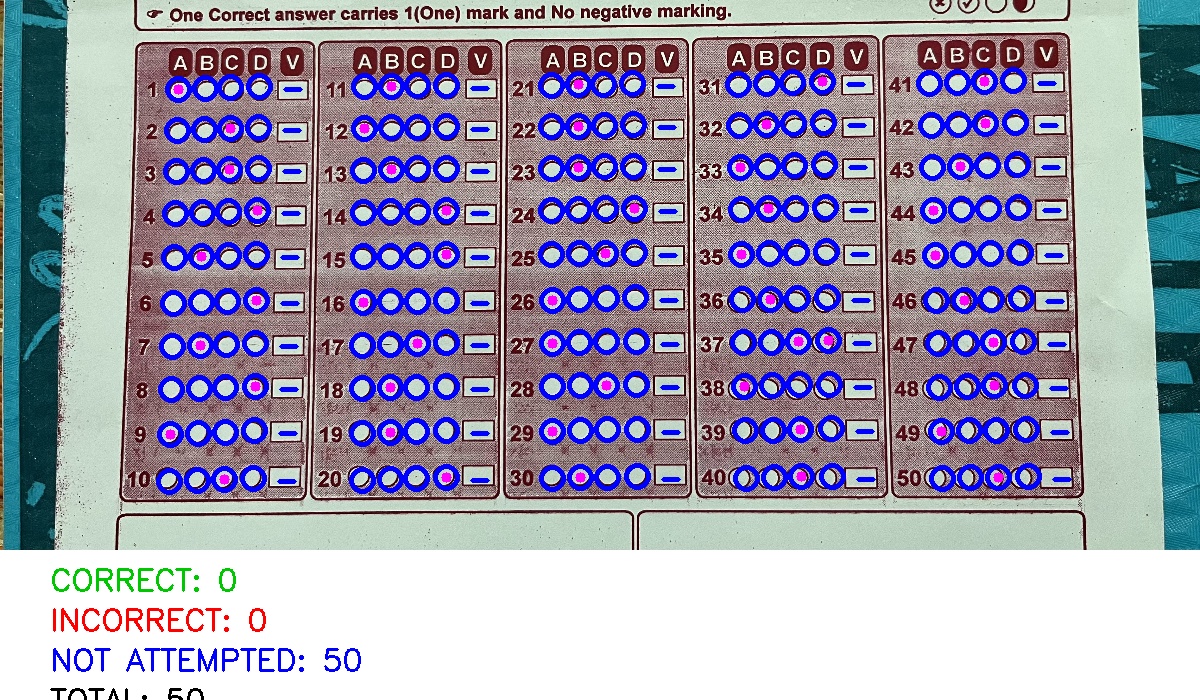 ☞ One Correct answer carries 1(One) mark and No negative marking.
A B C D V A B C D V A B C D V A B C D V A B C D V
1 11 21 31 41
2 12 22 32 42
3 13 23 33 43
4 14 24 34 44
5 15 25 35 45
6 16 26 36 46
7 17 27 37 47
8 18 28 38 48
9 19 29 39 49
10 20 30 40 50
CORRECT: 0
INCORRECT: 0
NOT ATTEMPTED: 50
TOTAL: 50